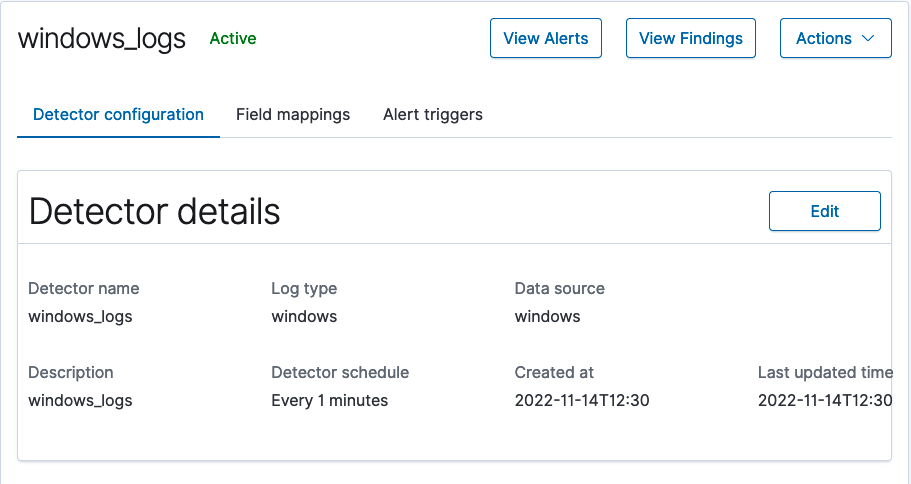 windows_logs Active View Alerts View Findings Actions
Detector configuration Field mappings Alert triggers
Detector details Edit
Detector name Log type Data source
windows_logs windows windows
Description Detector schedule Created at Last updated time
windows_logs Every 1 minutes 2022-11-14T12:30 2022-11-14T12:30